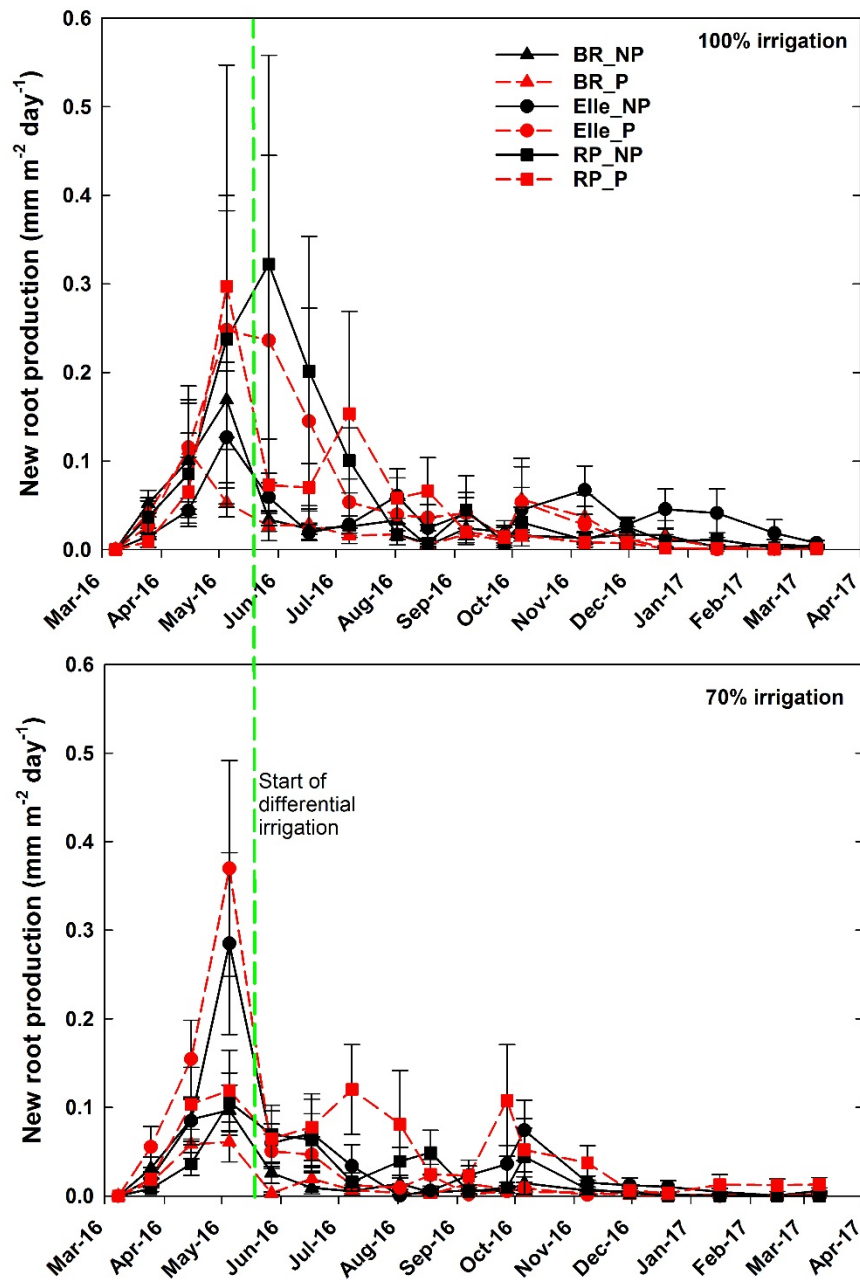 0.6
0.5
0.4
0.3
0.2
0.1
0.0
New root production (mm m-2 day-1)
100% irrigation
BR_NP
BR_P
Elle_NP
Elle_P
RP_NP
RP_P
Mar-16
Apr-16
May-16
Jun-16
Jul-16
Aug-16
Sep-16
Oct-16
Nov-16
Dec-16
Jan-17
Feb-17
Mar-17
Apr-17
0.6
0.5
0.4
0.3
0.2
0.1
0.0
New root production (mm m-2 day-1)
70% irrigation
Start of
differential
irrigation
Mar-16
Apr-16
May-16
Jun-16
Jul-16
Aug-16
Sep-16
Oct-16
Nov-16
Dec-16
Jan-17
Feb-17
Mar-17
Apr-17